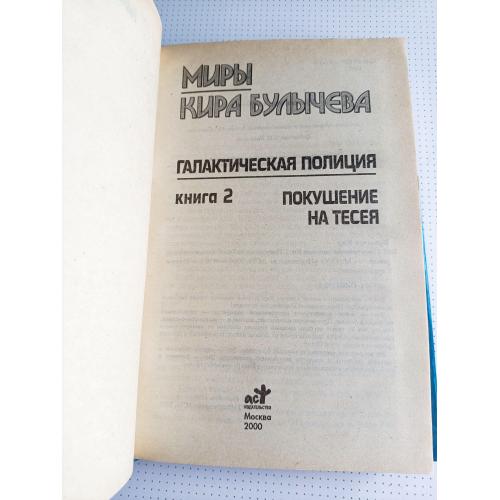 МИРЫ
КИРА БУЛЫЧЕВА
ГАЛАКТИЧЕСКАЯ ПОЛИЦИЯ
КНИГА 2 ПОКУШЕНИЕ
НА ТЕСЕЯ
аст
ИЗДАТЕЛЬСТВО
Москва
2000